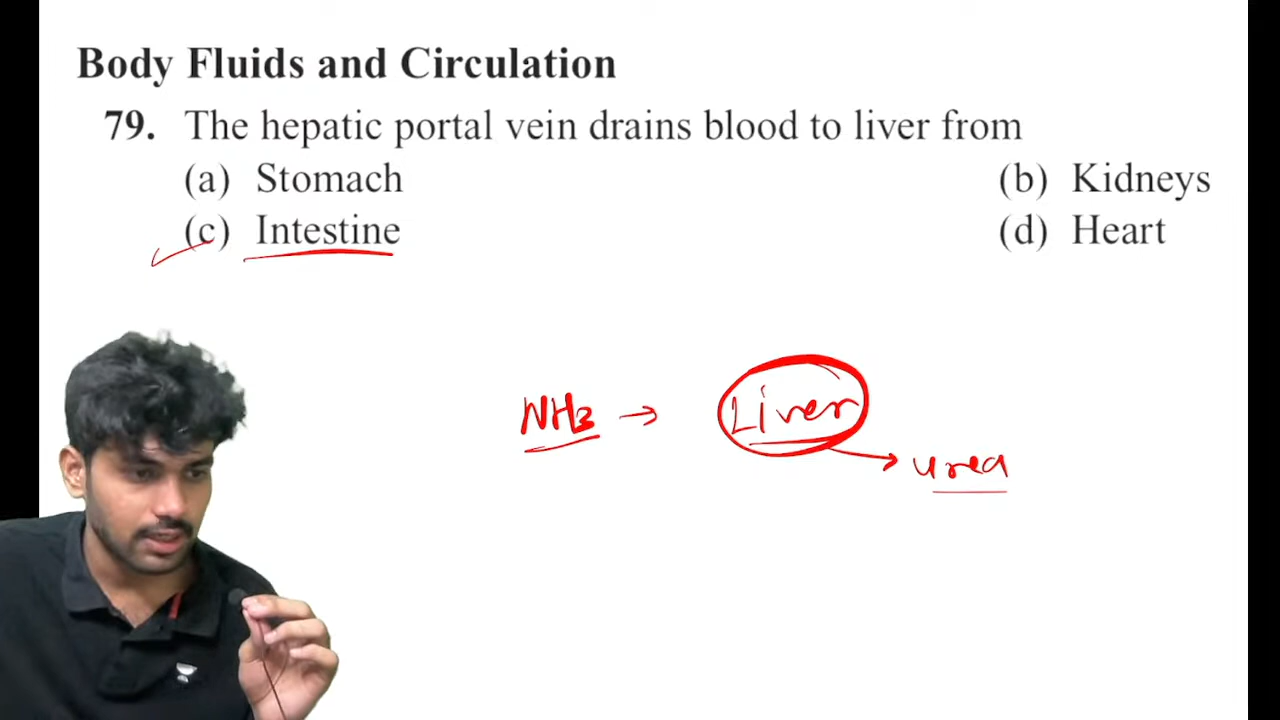 Body Fluids and Circulation
79. The hepatic portal vein drains blood to liver from
(a) Stomach (b) Kidneys
(c) Intestine (d) Heart
NH3 → Liver
→ urea